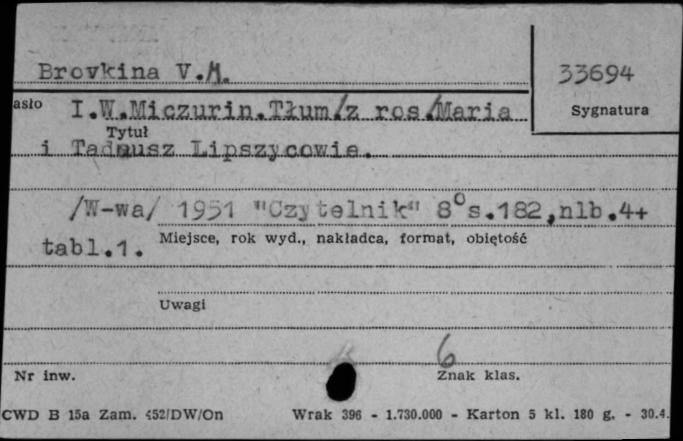 Brovkina V.M.
33694
asło I.W.Miczurin.Tłum/z ros./Maria
Sygnatura
Tytuł
i Tadeusz Lipszycowie.
/W-wa/ 1951 "Czytelnik" 8° s.182,nlb.4+
Miejsce, rok wyd., nakładca, format, objętość
tabl.1.
Uwagi
6
Nr inw.
Znak klas.
CWD B 15a Zam. 452/DW/On
Wrak 396 - 1.730.000 - Karton 5 kl. 180 g. - 30.4.